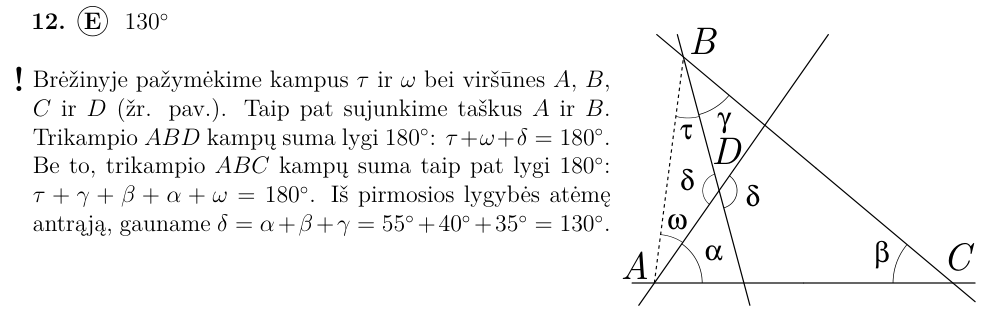 12. E 130°
! Brėžinyje pažymėkime kampus τ ir ω bei viršūnes A, B,
C ir D (žr. pav.). Taip pat sujunkime taškus A ir B.
Trikampio ABD kampų suma lygi 180°: τ+ω+δ = 180°.
Be to, trikampio ABC kampų suma taip pat lygi 180°:
τ + γ + β + α + ω = 180°. Iš pirmosios lygybės atėmę
antrąją, gauname δ = α+β+γ = 55°+40°+35° = 130°.
B
τ γ
D
δ δ
ω
A α β C